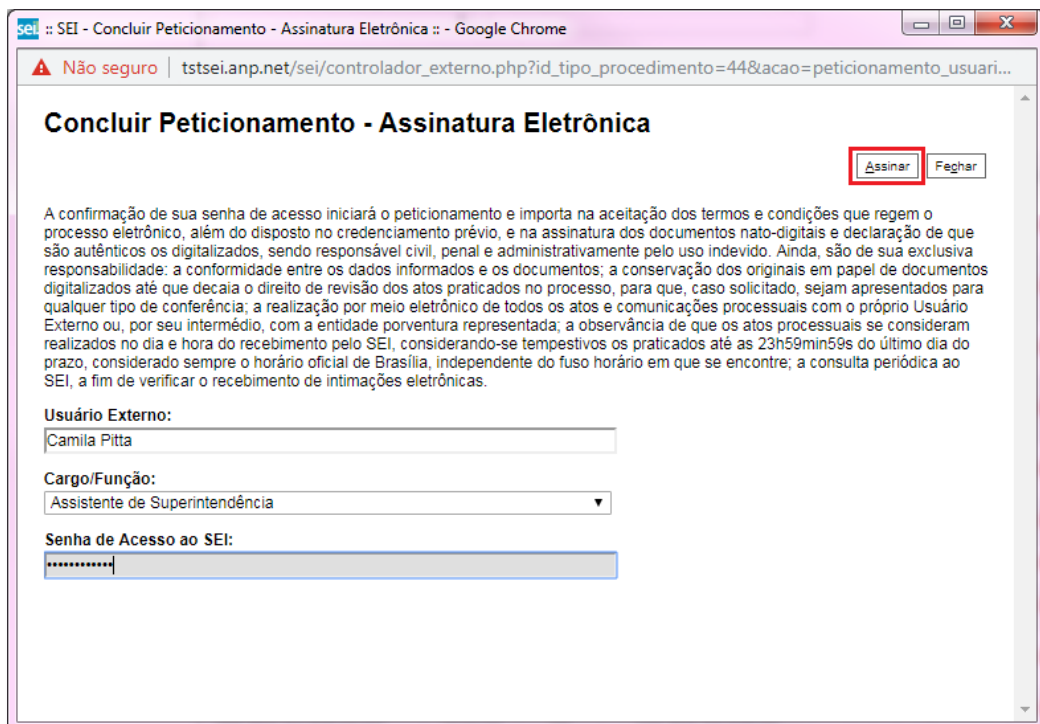 sei :: SEI - Concluir Peticionamento - Assinatura Eletrônica :: - Google Chrome
Não seguro | tstsei.anp.net/sei/controlador_externo.php?id_tipo_procedimento=44&acao=peticionamento_usuari...
Concluir Peticionamento - Assinatura Eletrônica
Assinar Fechar
A confirmação de sua senha de acesso iniciará o peticionamento e importa na aceitação dos termos e condições que regem o
processo eletrônico, além do disposto no credenciamento prévio, e na assinatura dos documentos nato-digitais e declaração de que
são autênticos os digitalizados, sendo responsável civil, penal e administrativamente pelo uso indevido. Ainda, são de sua exclusiva
responsabilidade: a conformidade entre os dados informados e os documentos; a conservação dos originais em papel de documentos
digitalizados até que decaia o direito de revisão dos atos praticados no processo, para que, caso solicitado, sejam apresentados para
qualquer tipo de conferência; a realização por meio eletrônico de todos os atos e comunicações processuais com o próprio Usuário
Externo ou, por seu intermédio, com a entidade porventura representada; a observância de que os atos processuais se consideram
realizados no dia e hora do recebimento pelo SEI, considerando-se tempestivos os praticados até as 23h59min59s do último dia do
prazo, considerado sempre o horário oficial de Brasília, independente do fuso horário em que se encontre; a consulta periódica ao
SEI, a fim de verificar o recebimento de intimações eletrônicas.
Usuário Externo:
Camila Pitta
Cargo/Função:
Assistente de Superintendência
Senha de Acesso ao SEI:
••••••••••••